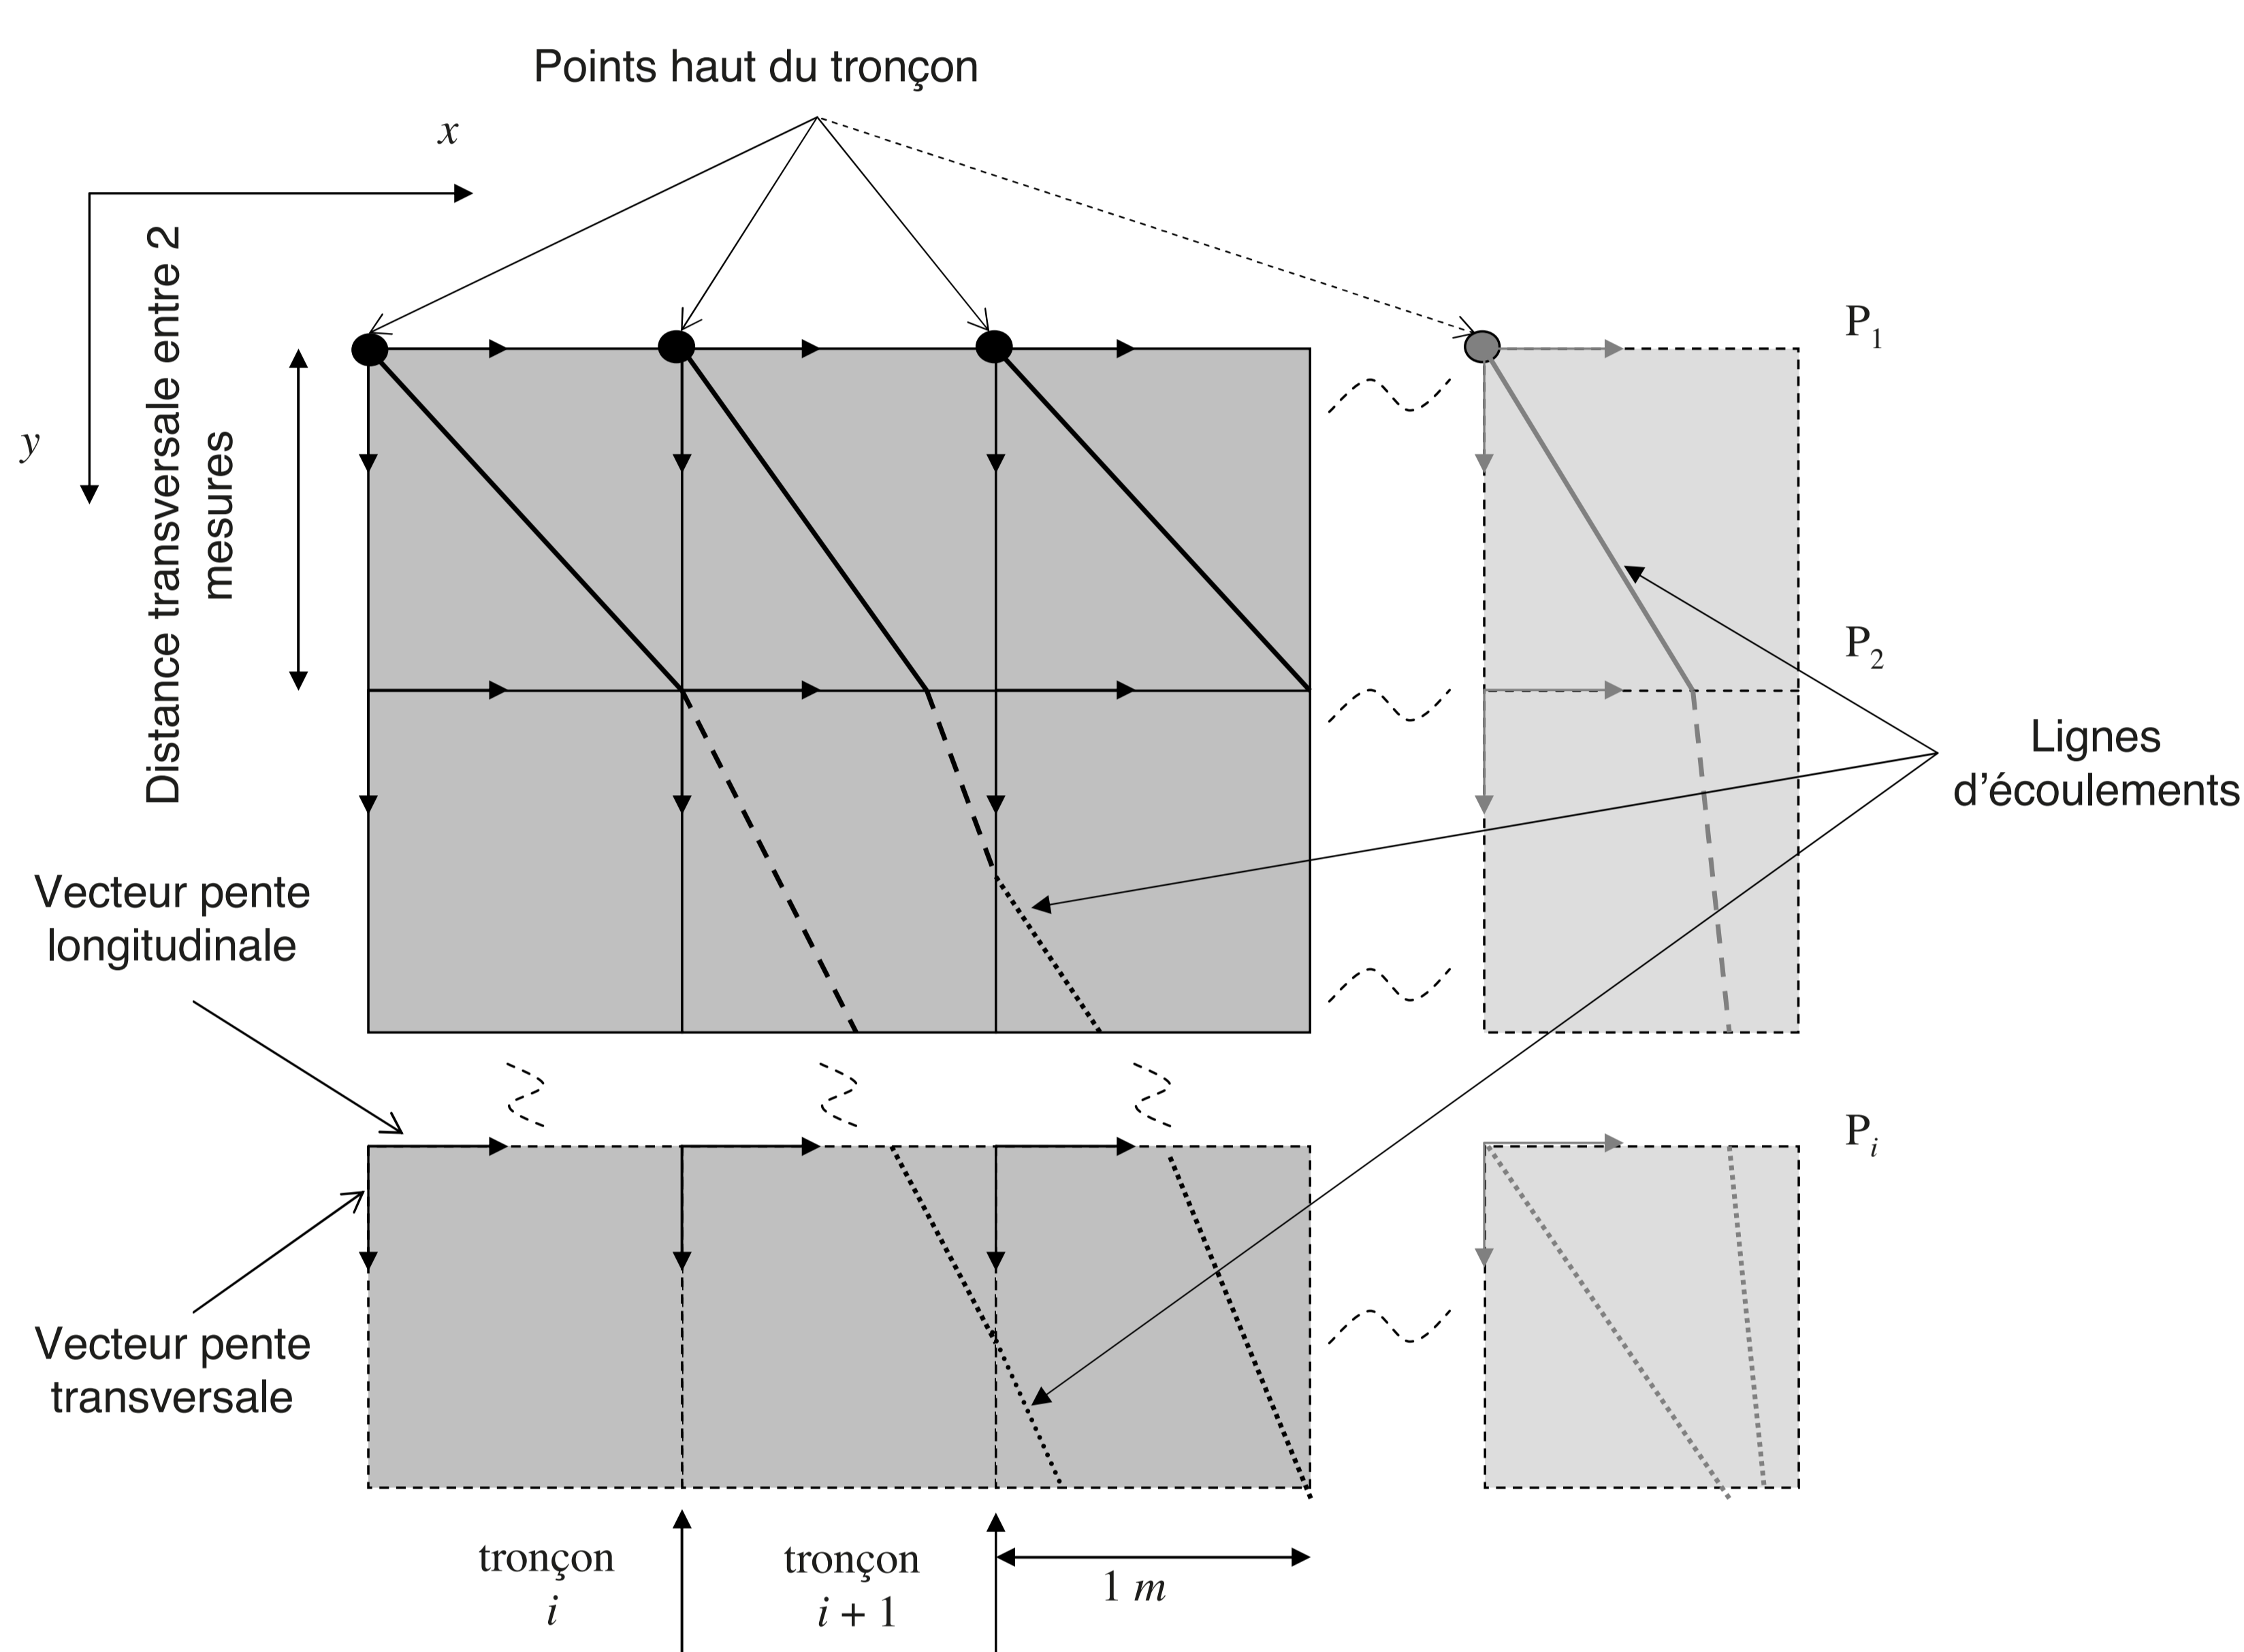 Points haut du tronçon
x
y
Distance transversale entre 2
mesures
P1
P2
Lignes
d’écoulements
Vecteur pente
longitudinale
Pi
Vecteur pente
transversale
tronçon
i
tronçon
i + 1
1 m